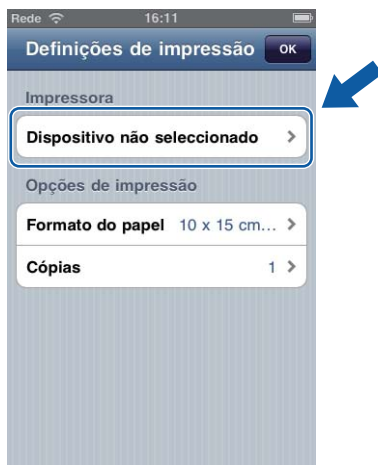 Rede 16:11
Definições de impressão OK
Impressora
Dispositivo não seleccionado
Opções de impressão
Formato do papel 10 x 15 cm...
Cópias 1